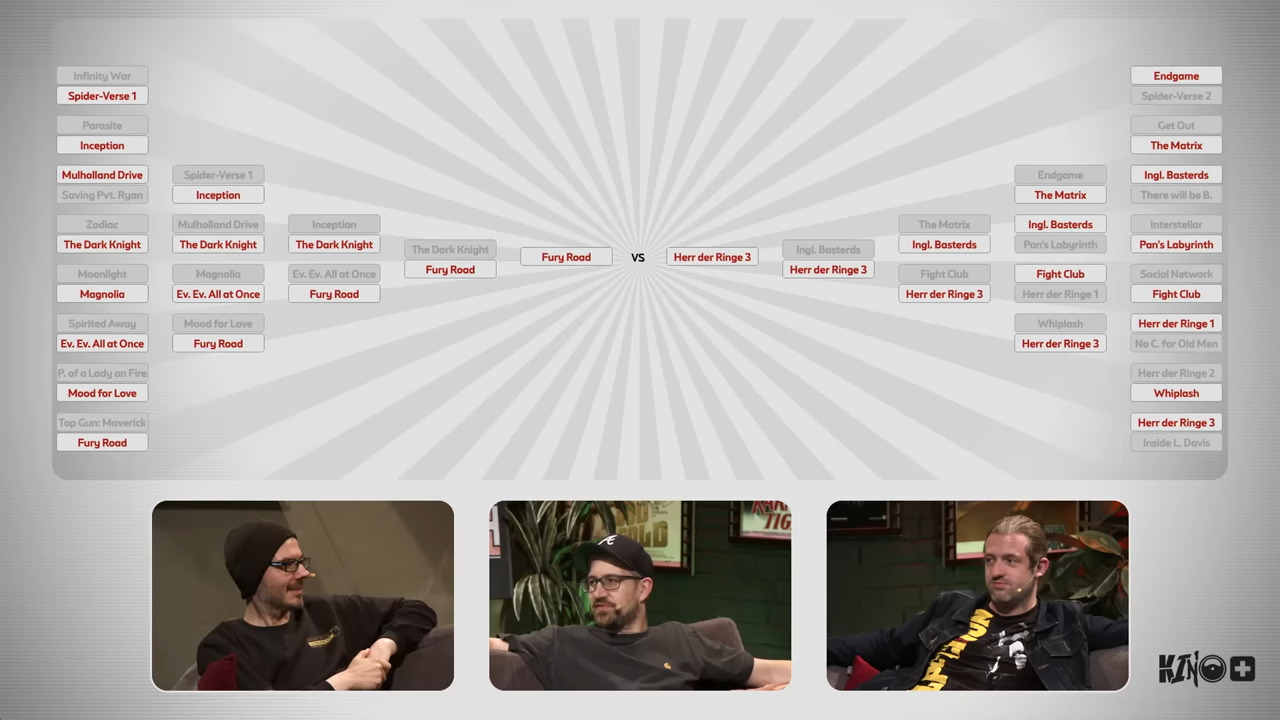 Infinity War
Spider-Verse 1
Parasite
Inception
Mulholland Drive
Saving Pvt. Ryan
Zodiac
The Dark Knight
Moonlight
Magnolia
Spirited Away
Ev. Ev. All at Once
P. of a Lady on Fire
Mood for Love
Top Gun: Maverick
Fury Road
Spider-Verse 1
Inception
Mulholland Drive
The Dark Knight
Magnolia
Ev. Ev. All at Once
Mood for Love
Fury Road
Inception
The Dark Knight
Ev. Ev. All at Once
Fury Road
The Dark Knight
Fury Road
Fury Road
VS
Herr der Ringe 3
Ingl. Basterds
Herr der Ringe 3
The Matrix
Ingl. Basterds
Fight Club
Herr der Ringe 3
Endgame
The Matrix
Ingl. Basterds
Pan's Labyrinth
Fight Club
Herr der Ringe 1
Whiplash
Herr der Ringe 3
Endgame
Spider-Verse 2
Get Out
The Matrix
Ingl. Basterds
There will be B.
Interstellar
Pan's Labyrinth
Social Network
Fight Club
Herr der Ringe 1
No C. for Old Men
Herr der Ringe 2
Whiplash
Herr der Ringe 3
Inside L. Davis
KINO+